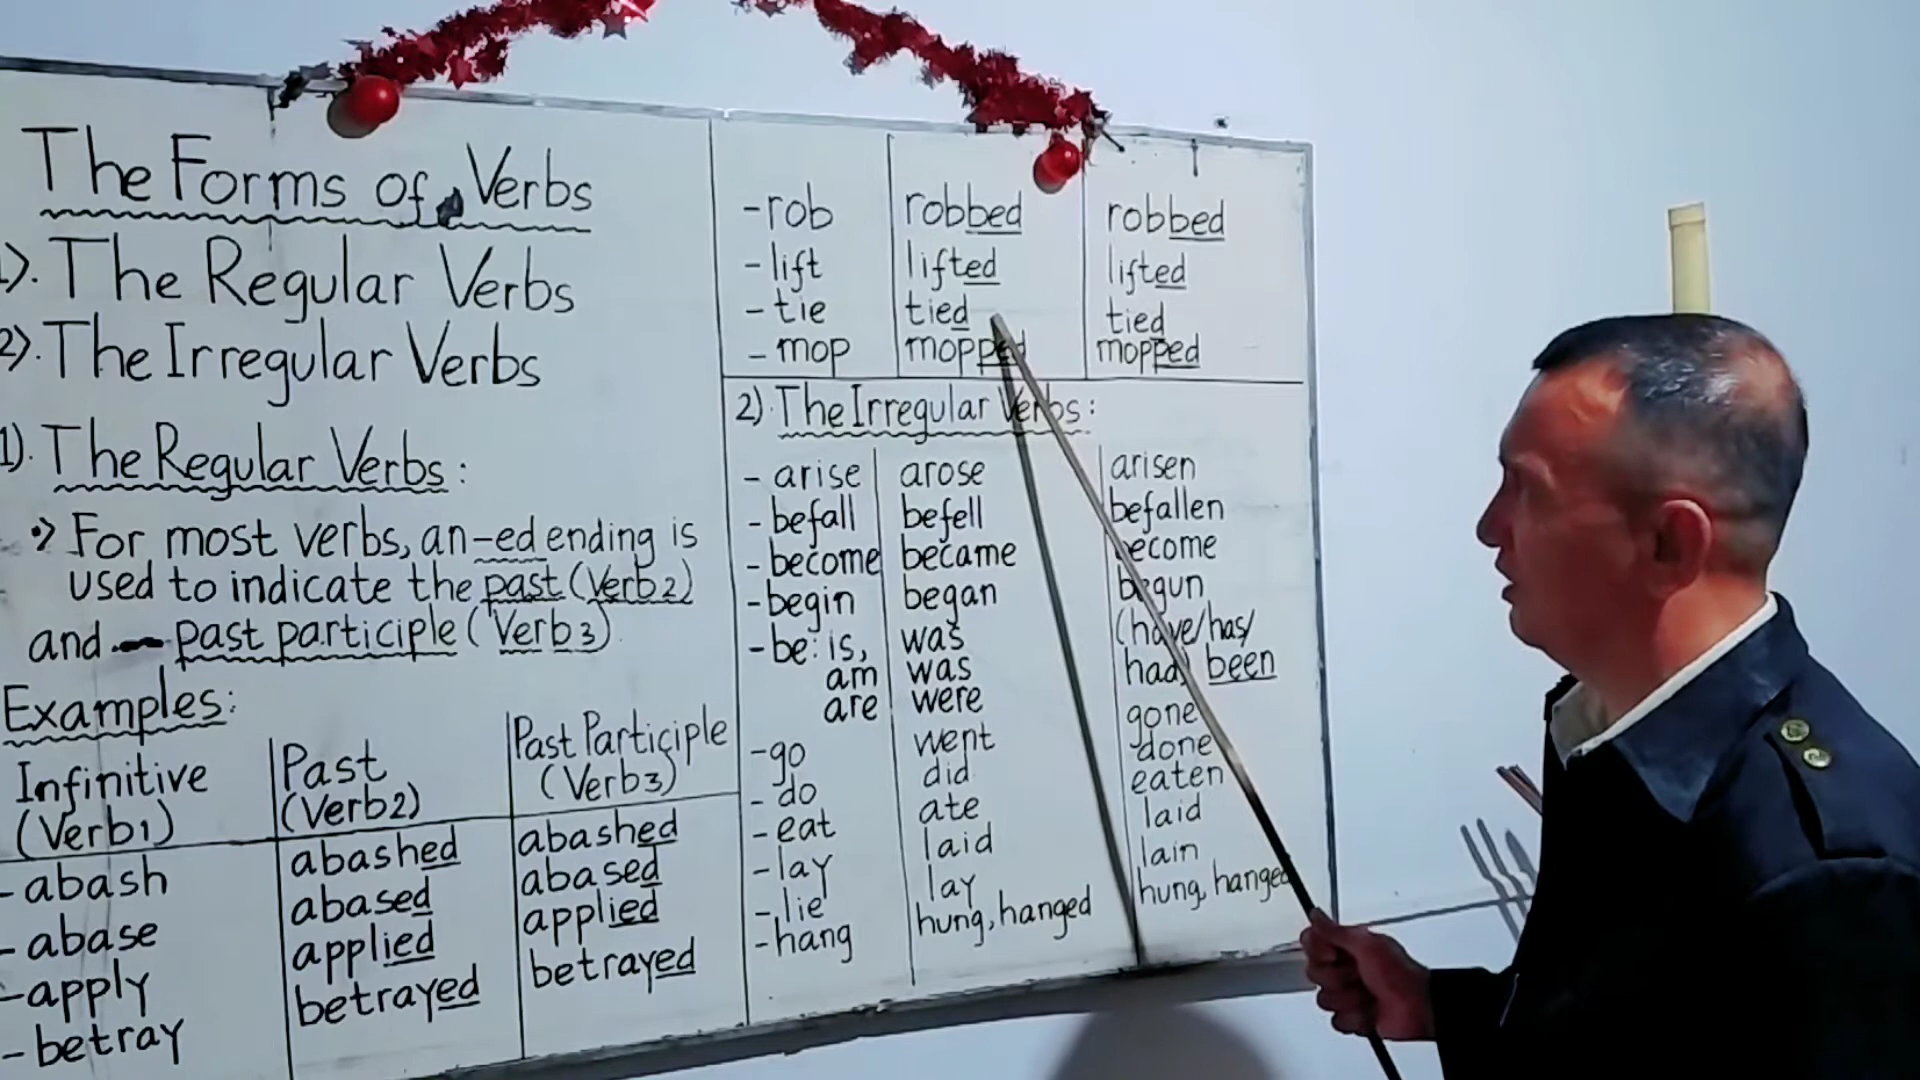 The Forms of Verbs
1). The Regular Verbs
2). The Irregular Verbs
1). The Regular Verbs:
For most verbs, an -ed ending is
used to indicate the past (Verb2)
and past participle (Verb3).
Examples:
Infinitive (Verb1) | Past (Verb2) | Past Participle (Verb3)
- abash abashed abashed
- abase abased abased
- apply applied applied
- betray betrayed betrayed
- rob robbed robbed
- lift lifted lifted
- tie tied tied
- mop mopped mopped
2). The Irregular Verbs:
- arise arose arisen
- befall befell befallen
- become became become
- begin began begun
- be: is, was (have/has/
am was had) been
are were
- go went gone
- do did done
- eat ate eaten
- lay laid laid
- lie lay lain
- hang hung, hanged hung, hanged